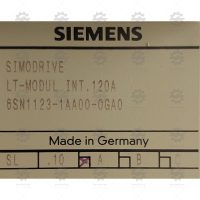 SIEMENS
SIMODRIVE
LT-MODUL INT.120A
6SN1123-1AA00-0GA0
Made in Germany
SL .10 A B C